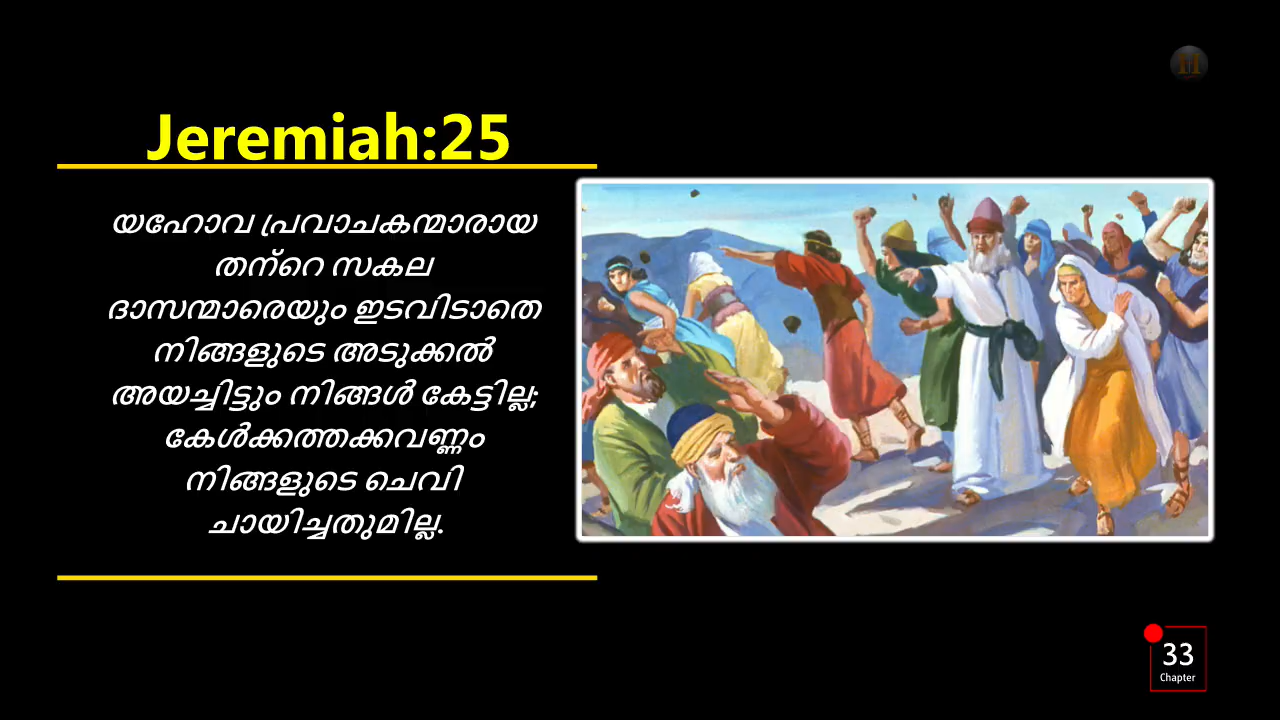 Jeremiah:25
യഹോവ പ്രവാചകന്മാരായ
തന്റെ സകല
ദാസന്മാരെയും ഇടവിടാതെ
നിങ്ങളുടെ അടുക്കൽ
അയച്ചിട്ടും നിങ്ങൾ കേട്ടില്ല;
കേൾക്കത്തക്കവണ്ണം
നിങ്ങളുടെ ചെവി
ചായിച്ചതുമില്ല.
33
Chapter